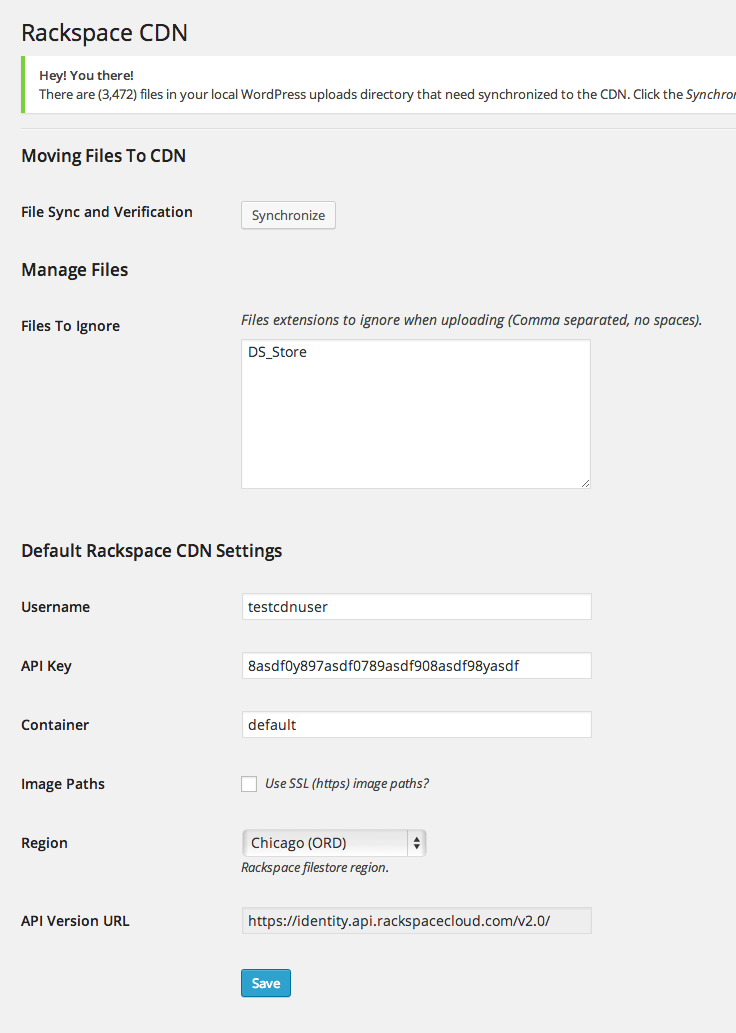 Rackspace CDN
Hey! You there!
There are (3,472) files in your local WordPress uploads directory that need synchronized to the CDN. Click the
Moving Files To CDN
File Sync and Verification Synchronize
Manage Files
Files To Ignore Files extensions to ignore when uploading (Comma separated, no spaces).
DS_Store
Default Rackspace CDN Settings
Username testcdnuser
API Key 8asdf0y897asdf0789asdf908asdf98yasdf
Container default
Image Paths Use SSL (https) image paths?
Region Chicago (ORD)
Rackspace filestore region.
API Version URL https://identity.api.rackspacecloud.com/v2.0/
Save